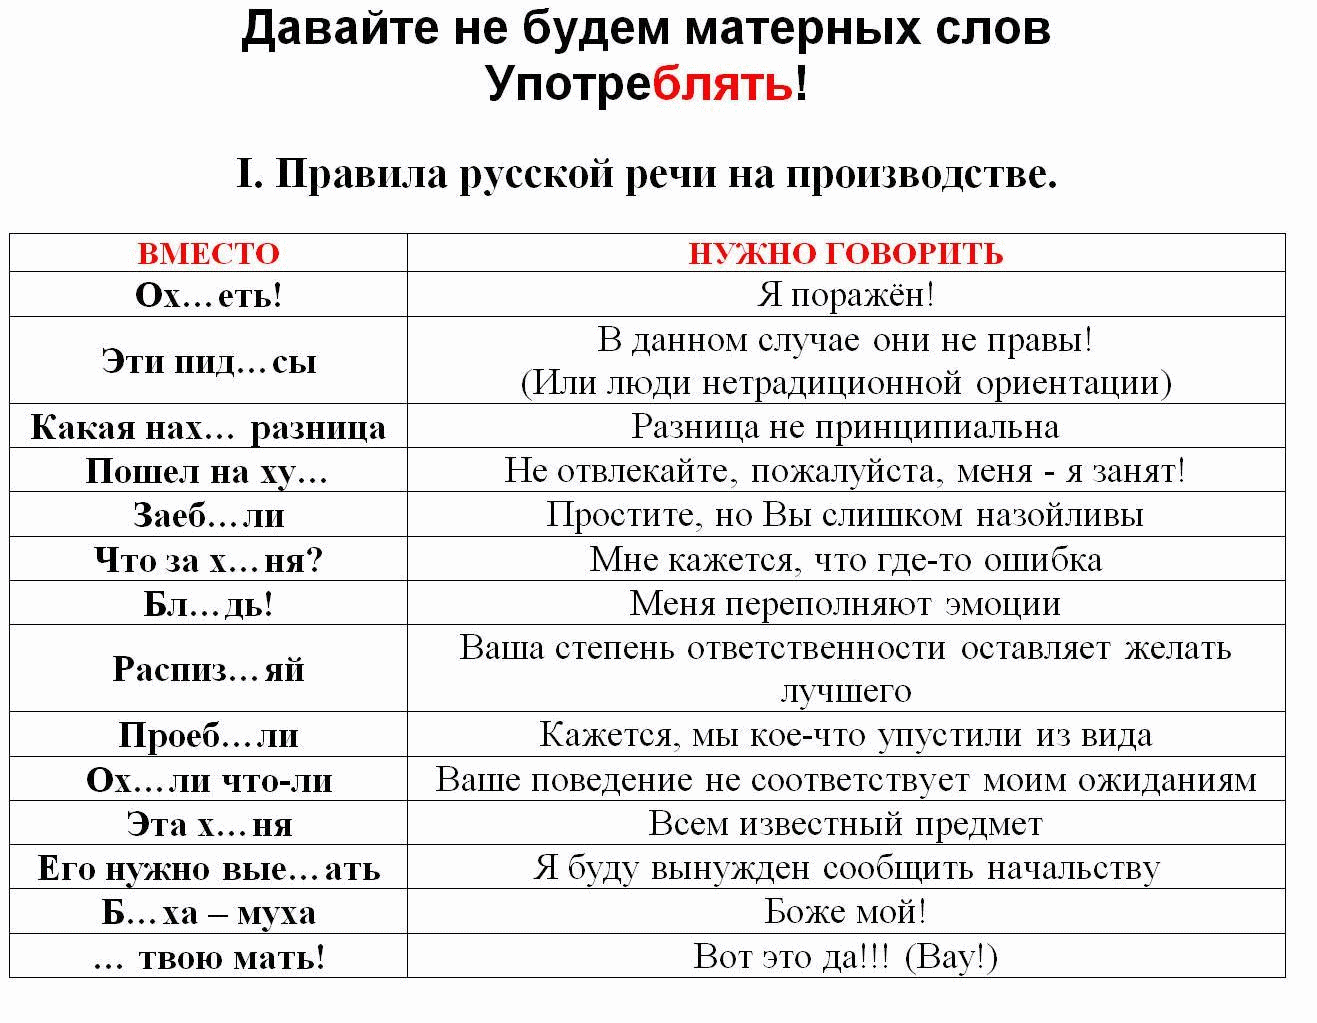 Давайте не будем матерных слов
Употреблять!
I. Правила русской речи на производстве.
ВМЕСТО НУЖНО ГОВОРИТЬ
Ох…еть! Я поражён!
Эти пид…сы В данном случае они не правы!
(Или люди нетрадиционной ориентации)
Какая нах… разница Разница не принципиальна
Пошел на ху… Не отвлекайте, пожалуйста, меня - я занят!
Заеб…ли Простите, но Вы слишком назойливы
Что за х…ня? Мне кажется, что где-то ошибка
Бл…дь! Меня переполняют эмоции
Распиз…яй Ваша степень ответственности оставляет желать
лучшего
Проеб…ли Кажется, мы кое-что упустили из вида
Ох…ли что-ли Ваше поведение не соответствует моим ожиданиям
Эта х…ня Всем известный предмет
Его нужно вые…ать Я буду вынужден сообщить начальству
Б…ха – муха Боже мой!
… твою мать! Вот это да!!! (Вау!)